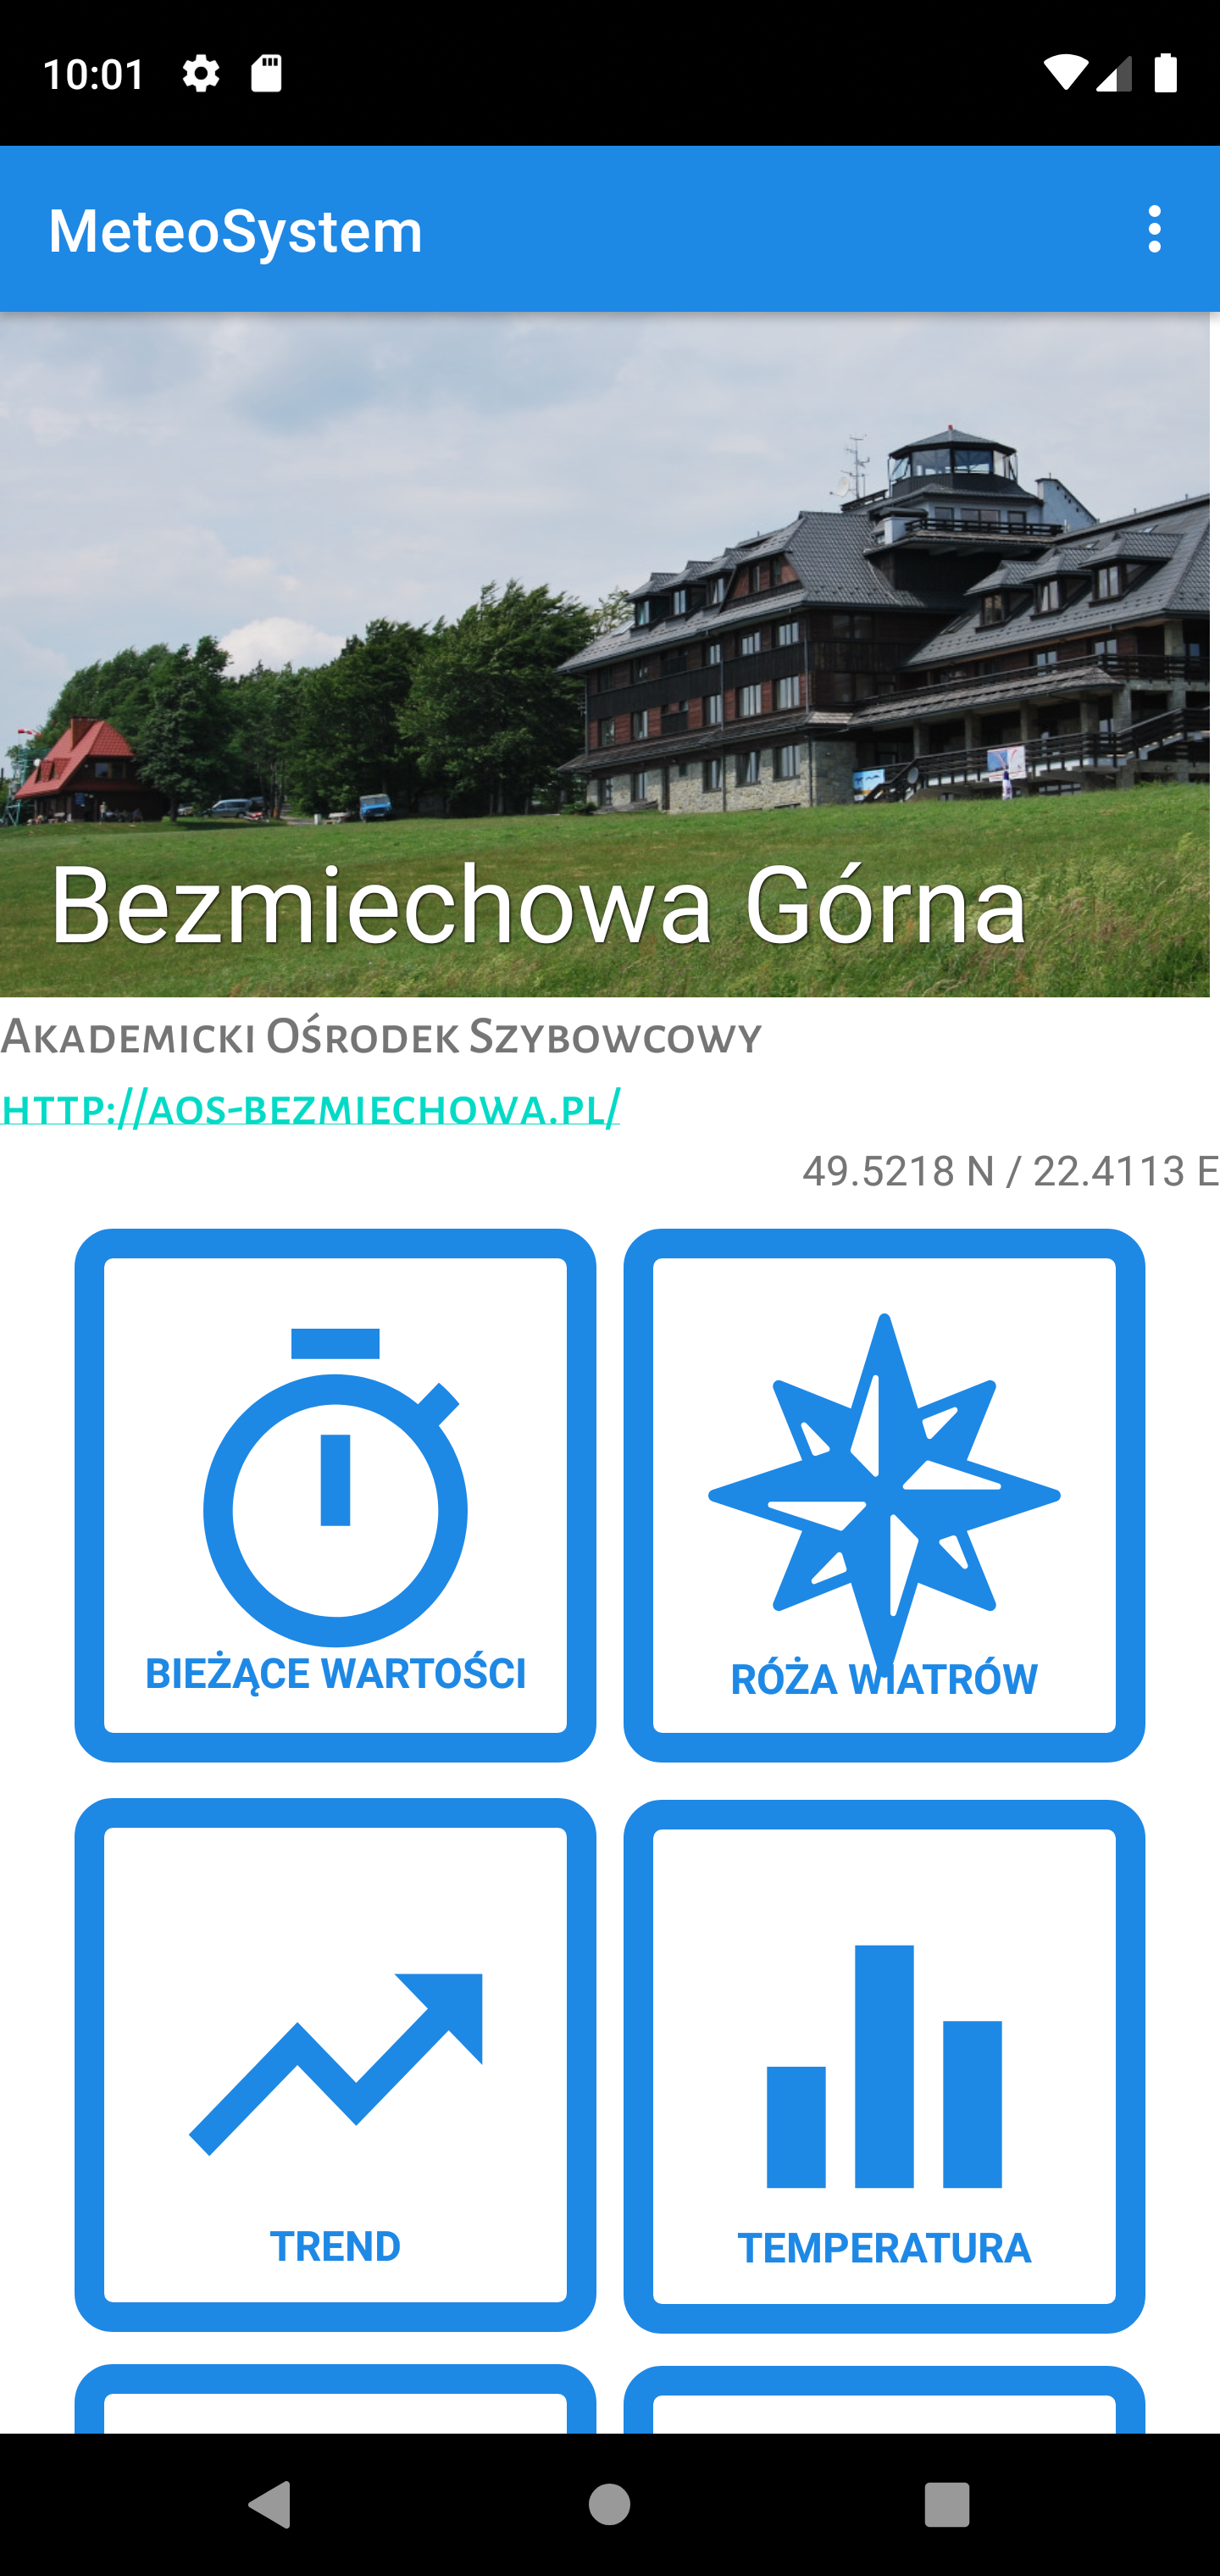 10:01
MeteoSystem
Bezmiechowa Górna
Akademicki Ośrodek Szybowcowy
http://aos-bezmiechowa.pl/
49.5218 N / 22.4113 E
BIEŻĄCE WARTOŚCI
RÓŻA WIATRÓW
TREND
TEMPERATURA